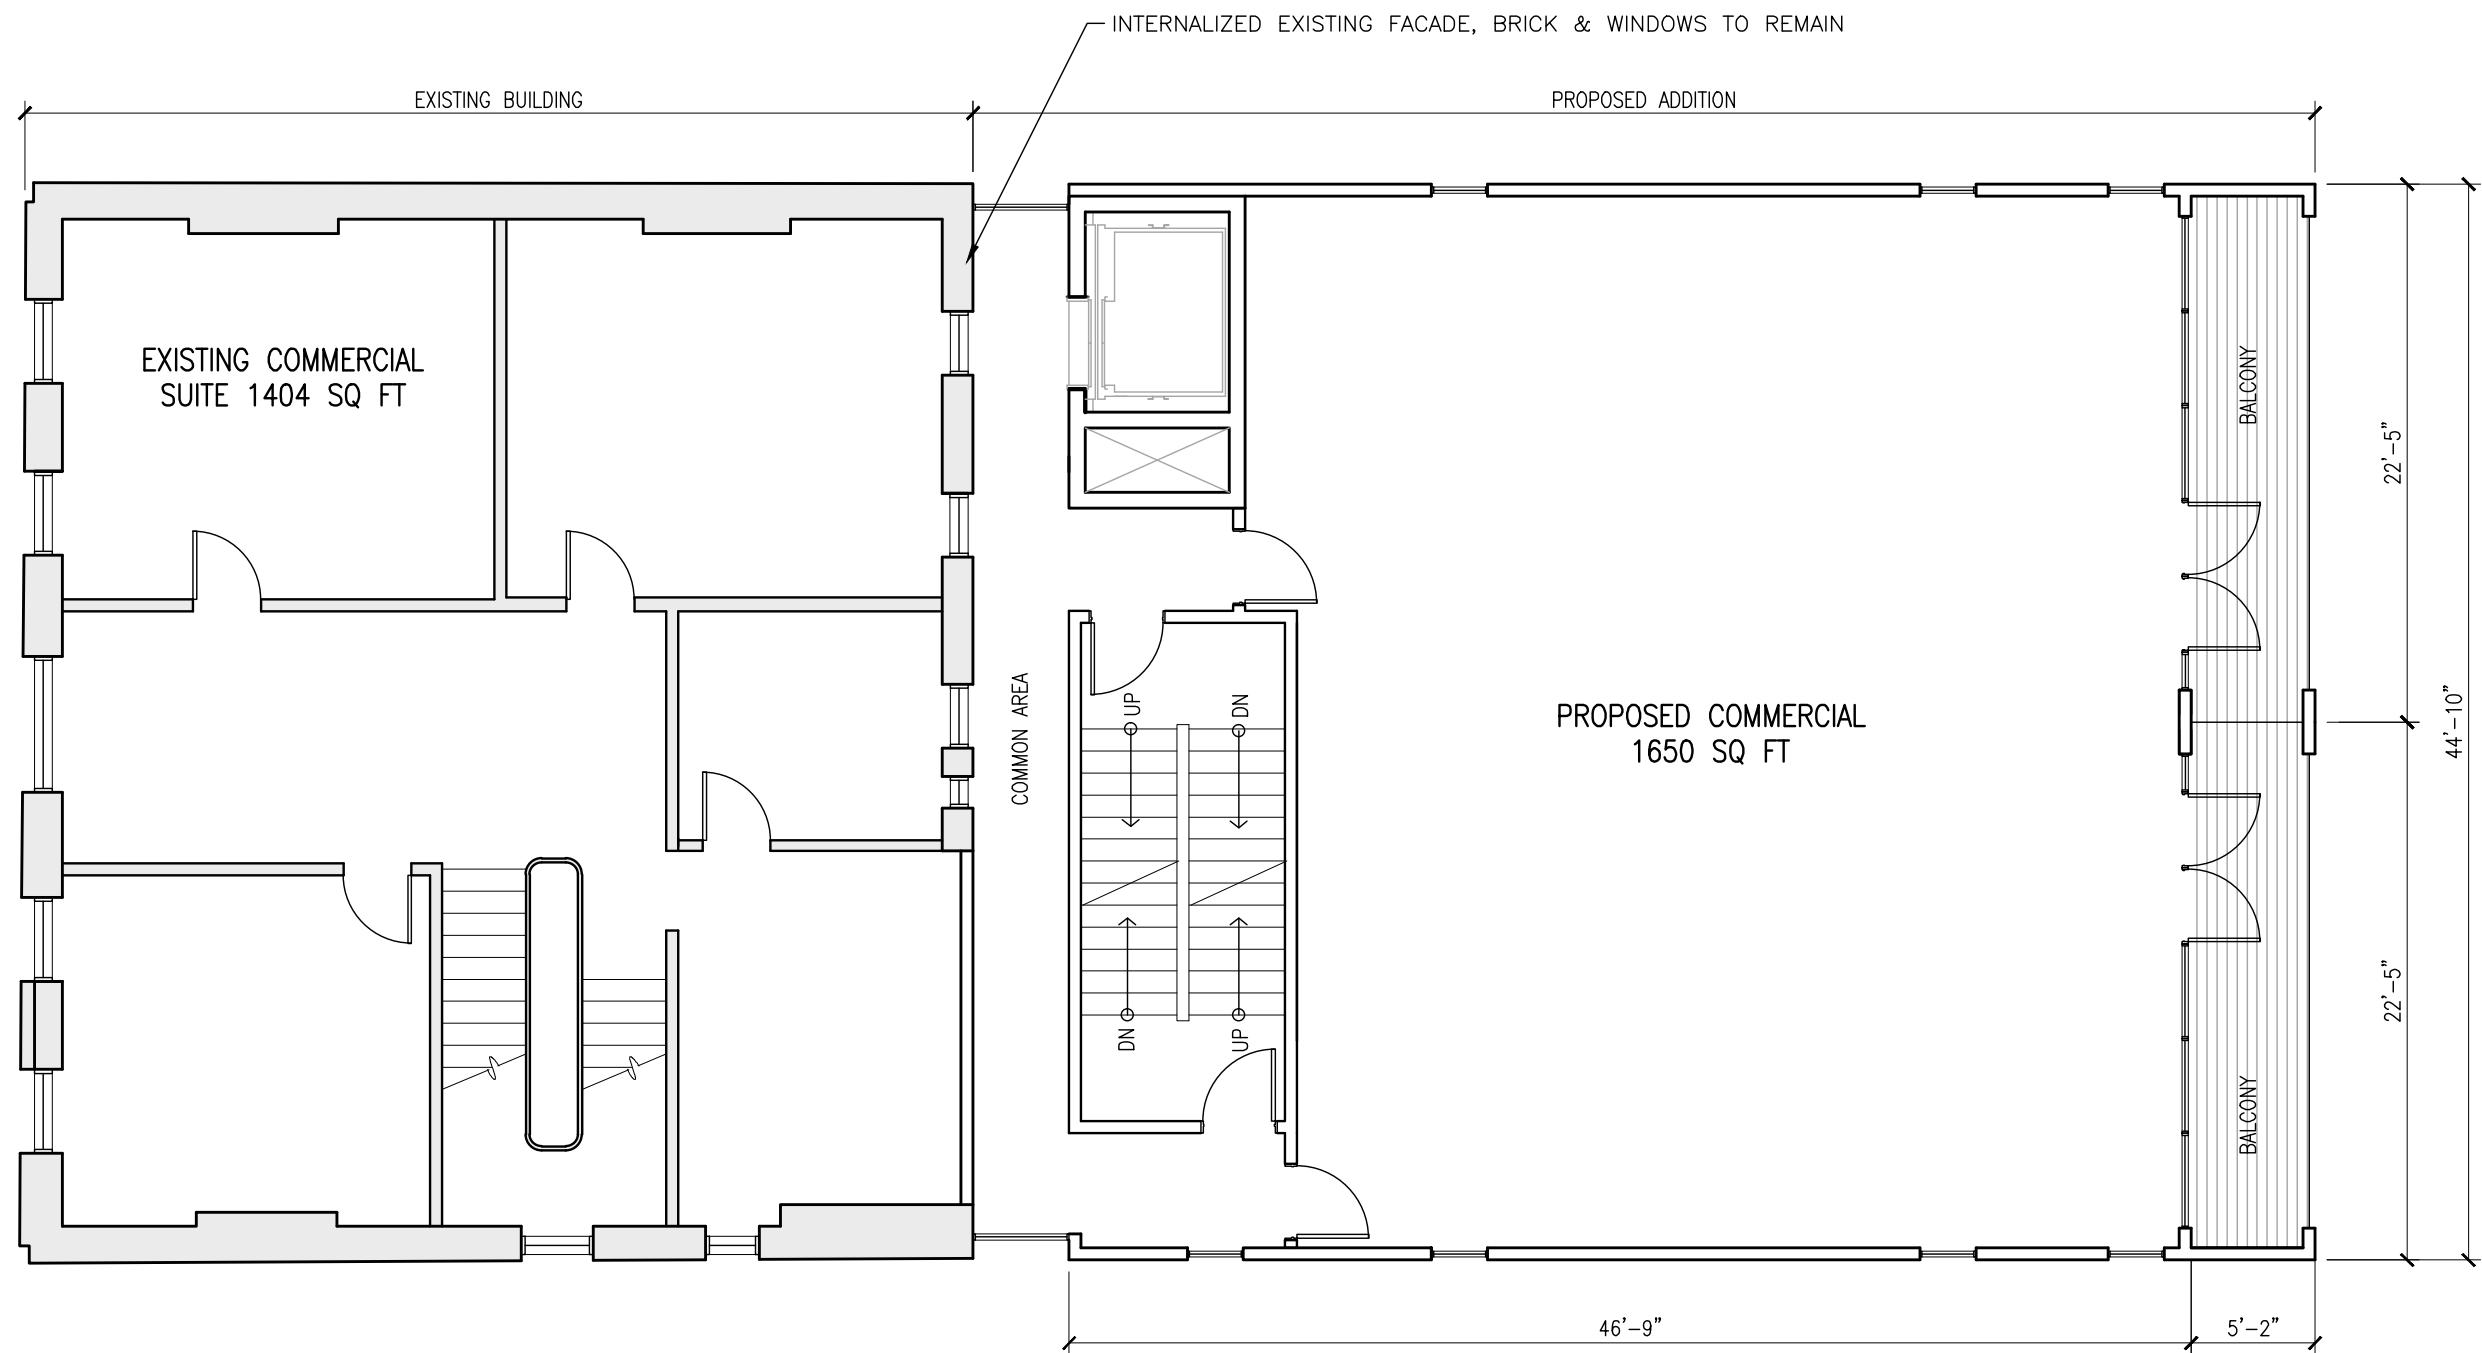 INTERNALIZED EXISTING FACADE, BRICK & WINDOWS TO REMAIN
EXISTING BUILDING
PROPOSED ADDITION
EXISTING COMMERCIAL
SUITE 1404 SQ FT
BALCONY
22'-5"
COMMON AREA
UP
DN
PROPOSED COMMERCIAL
1650 SQ FT
44'-10"
DN
UP
22'-5"
BALCONY
46'-9"
5'-2"